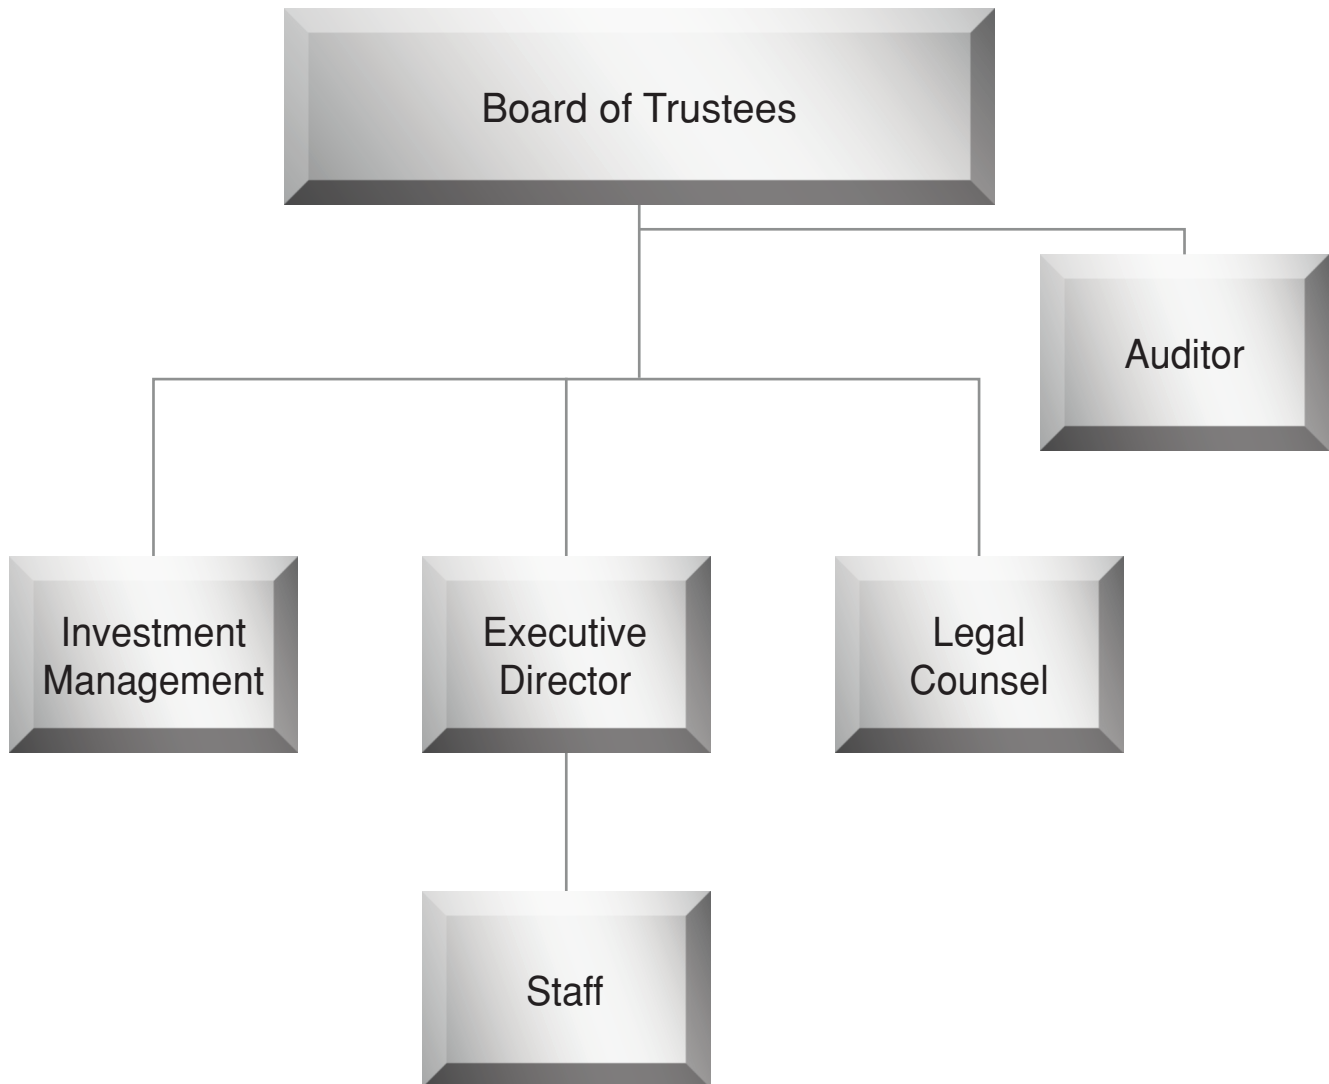 Board of Trustees
Auditor
Investment
Management
Executive
Director
Legal
Counsel
Staff